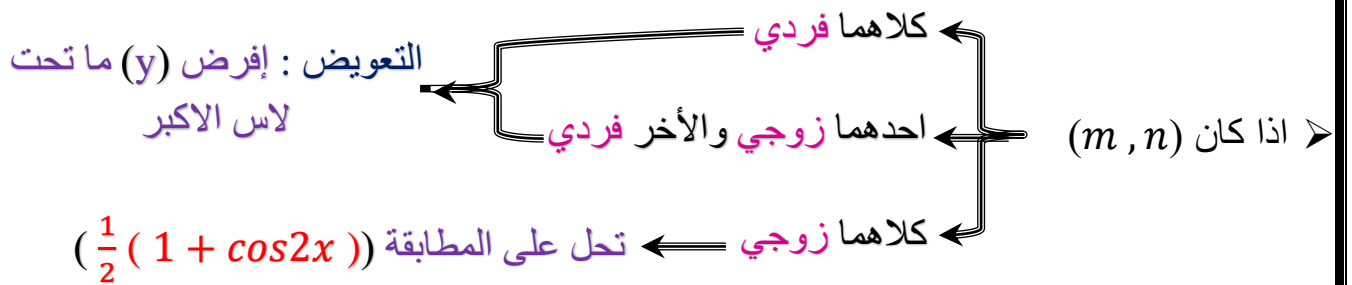 كلاهما فردي
التعويض : إفرض (y) ما تحت
لاس الاكبر
احدهما زوجي والأخر فردي
اذا كان (m , n)
كلاهما زوجي
تحل على المطابقة ((\frac{1}{2} ( 1 + cos2x ))